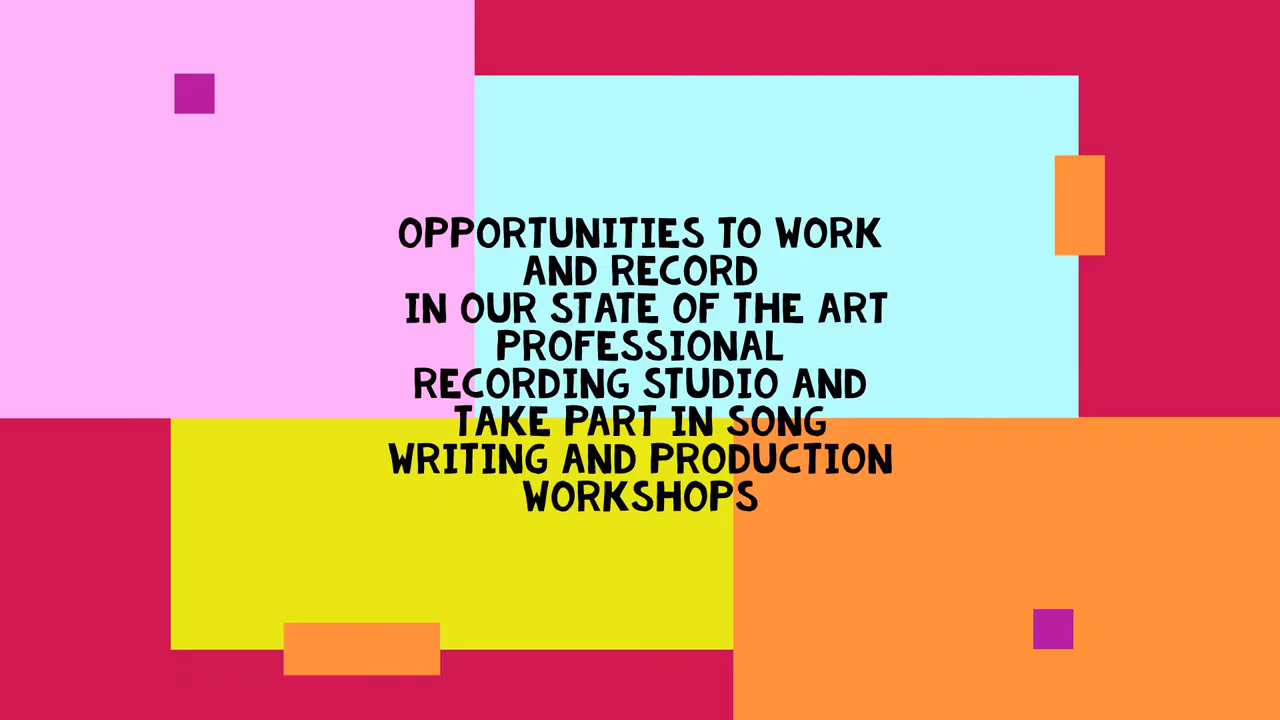 OPPORTUNITIES TO WORK
AND RECORD
IN OUR STATE OF THE ART
PROFESSIONAL
RECORDING STUDIO AND
TAKE PART IN SONG
WRITING AND PRODUCTION
WORKSHOPS